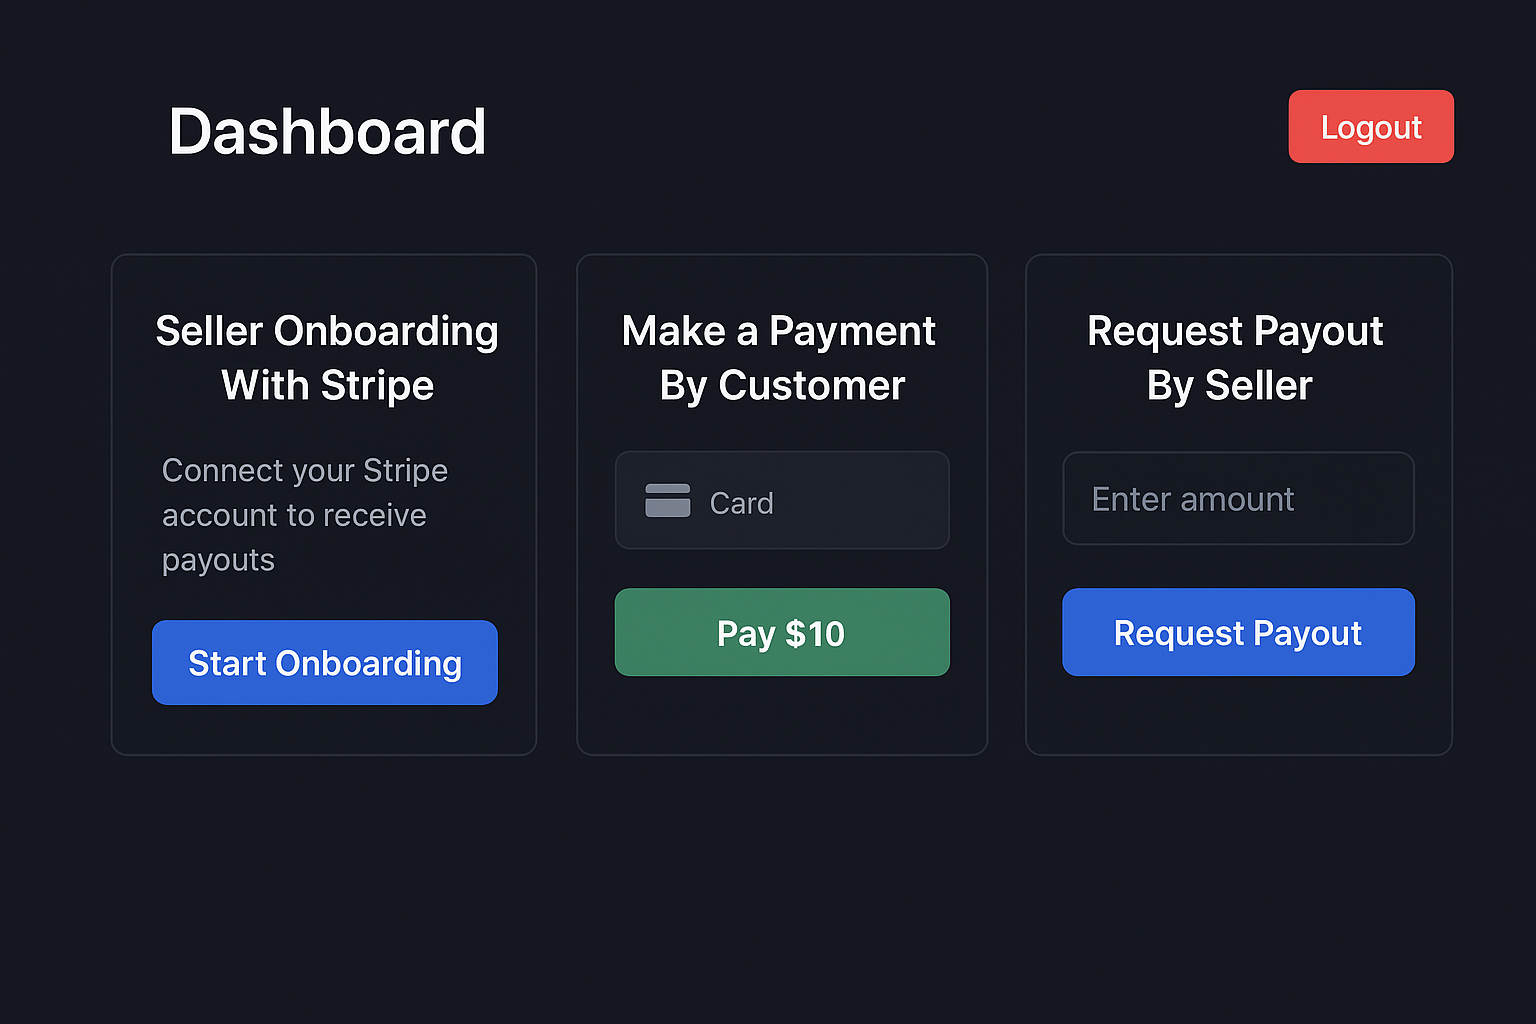 Dashboard
Logout
Seller Onboarding
With Stripe
Connect your Stripe
account to receive
payouts
Start Onboarding
Make a Payment
By Customer
Card
Pay $10
Request Payout
By Seller
Enter amount
Request Payout